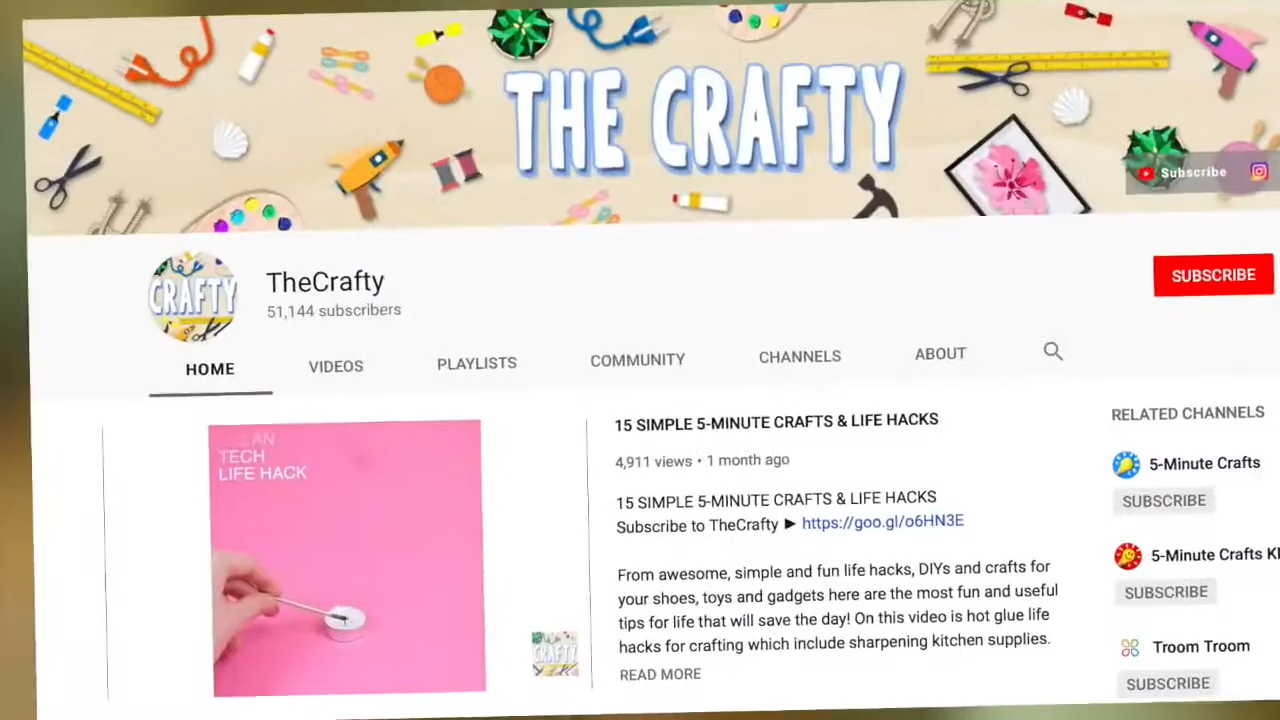 THE CRAFTY
Subscribe
CRAFTY
TheCrafty
51,144 subscribers
SUBSCRIBE
HOME
VIDEOS
PLAYLISTS
COMMUNITY
CHANNELS
ABOUT
TECH
LIFE HACK
CRAFTY
15 SIMPLE 5-MINUTE CRAFTS & LIFE HACKS
4,911 views • 1 month ago
15 SIMPLE 5-MINUTE CRAFTS & LIFE HACKS
Subscribe to TheCrafty ► https://goo.gl/o6HN3E
From awesome, simple and fun life hacks, DIYs and crafts for
your shoes, toys and gadgets here are the most fun and useful
tips for life that will save the day! On this video is hot glue life
hacks for crafting which include sharpening kitchen supplies.
READ MORE
RELATED CHANNELS
5-Minute Crafts
SUBSCRIBE
5-Minute Crafts
SUBSCRIBE
Troom Troom
SUBSCRIBE